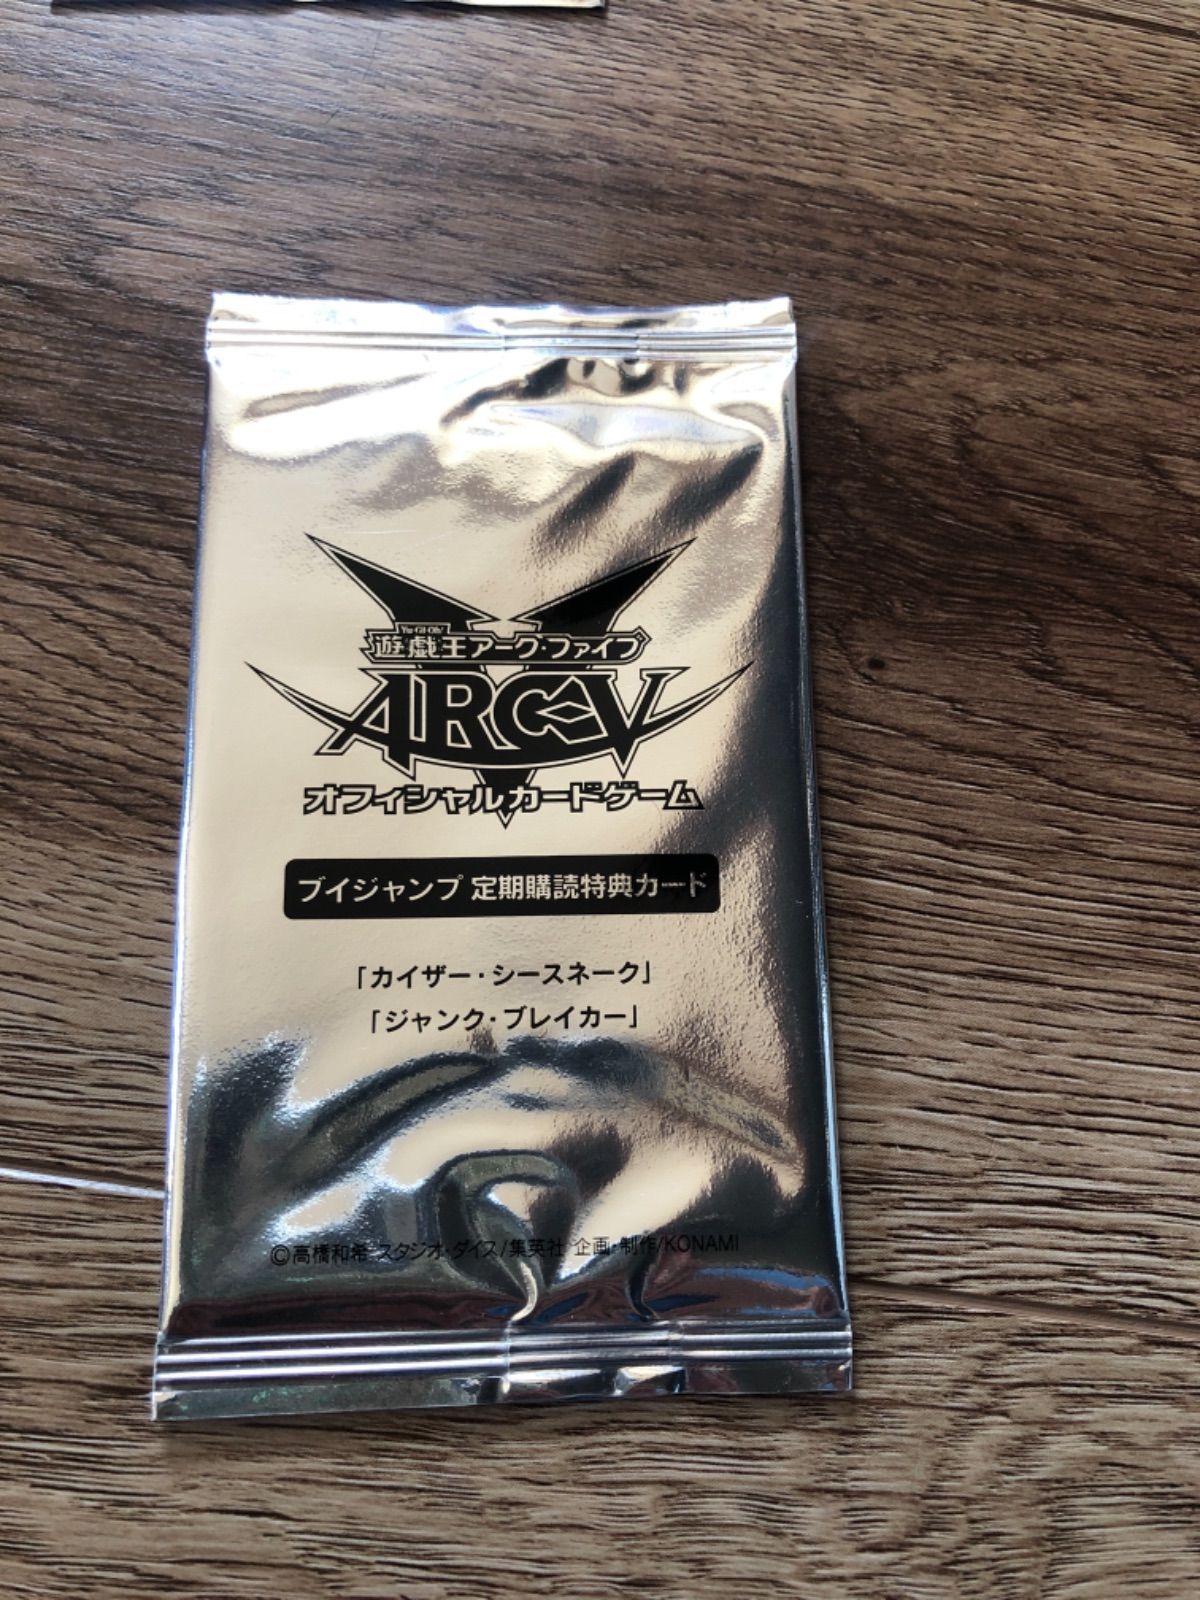 Yu-Gi-Oh!
遊戯王アーク・ファイブ
ARC-V
オフィシャルカードゲーム
ブイジャンプ 定期購読特典カード
「カイザー・シースネーク」
「ジャンク・ブレイカー」
©高橋和希 スタジオ・ダイス/集英社 企画・制作/KONAMI